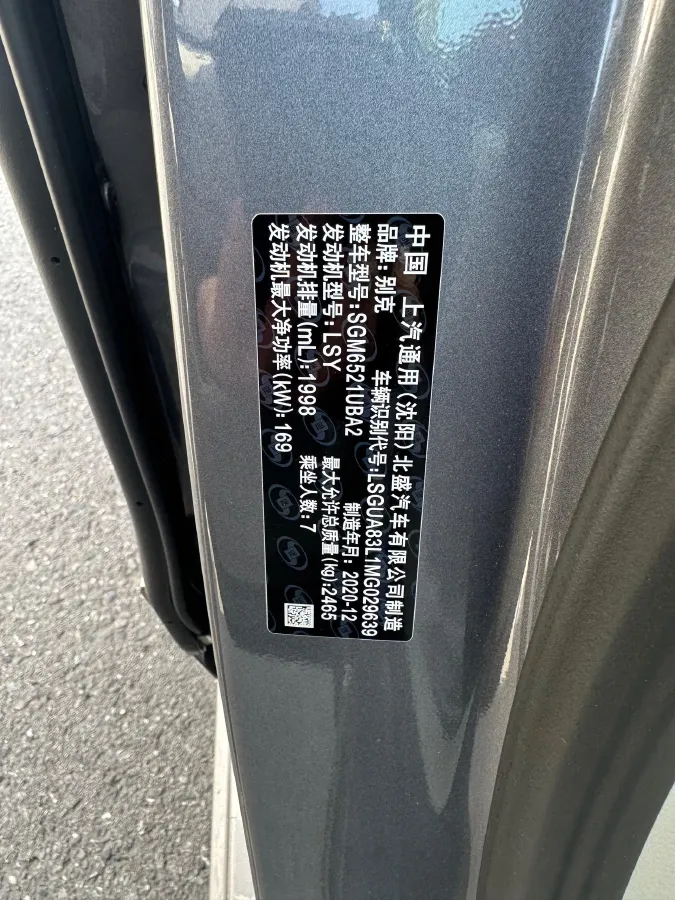 中国 上汽通用(沈阳)北盛汽车有限公司制造
品牌:别克 车辆识别代号:LSGUA83L1MG029639
整车型号:SGM6521UBA2 制造年月:2020-12
发动机型号:LSY 最大允许总质量(kg):2465
发动机排量(mL):1998 乘坐人数:7
发动机最大净功率(kW):169